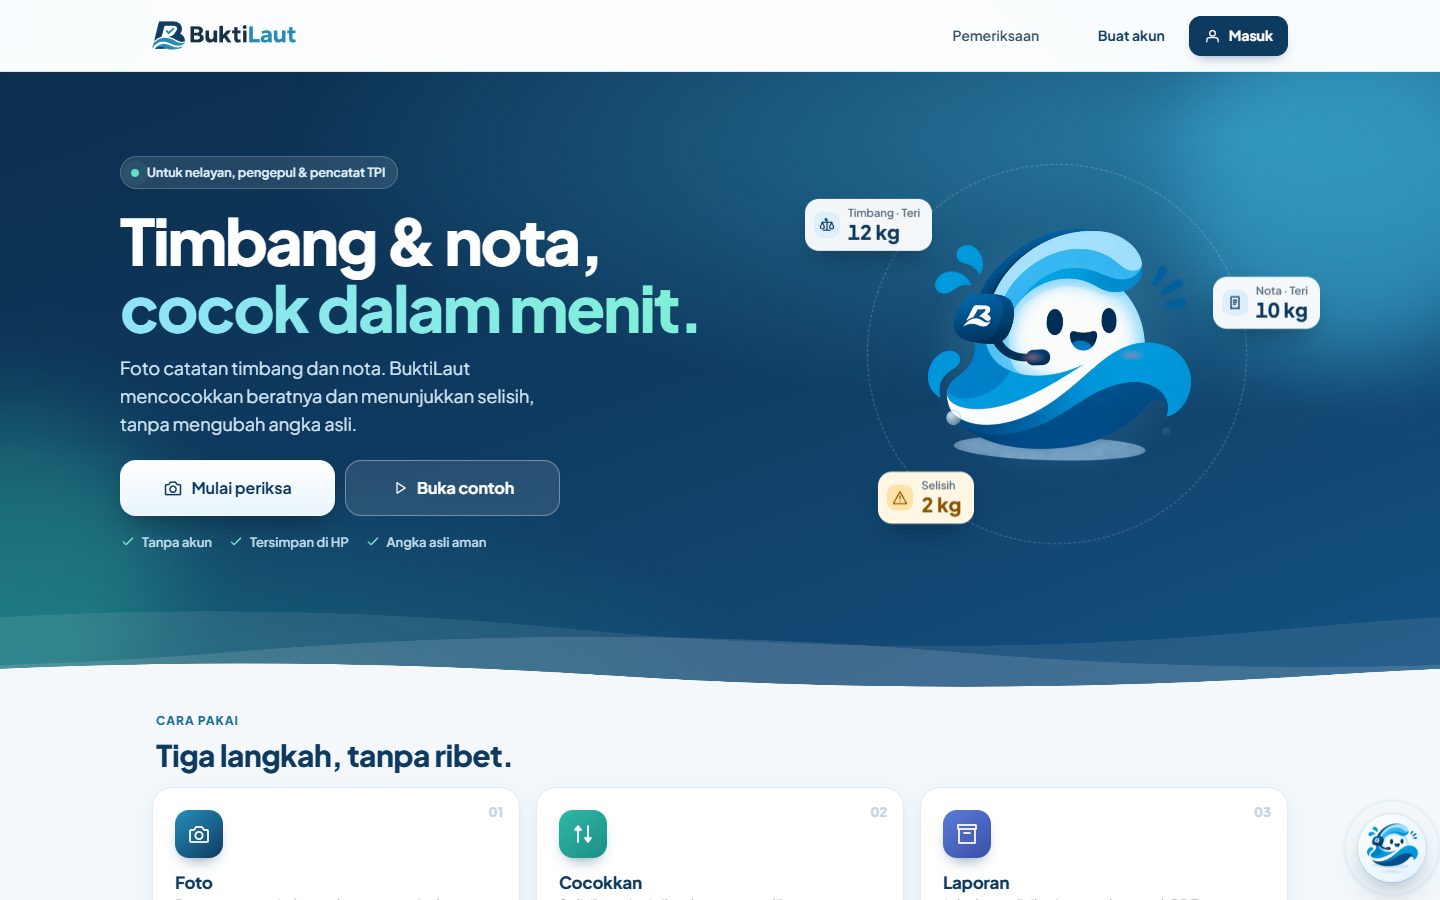 BuktiLaut
Pemeriksaan
Buat akun
Masuk
Untuk nelayan, pengepul & pencatat TPI
Timbang & nota,
cocok dalam menit.
Foto catatan timbang dan nota. BuktiLaut
mencocokkan beratnya dan menunjukkan selisih,
tanpa mengubah angka asli.
Mulai periksa
Buka contoh
Tanpa akun
Tersimpan di HP
Angka asli aman
Timbang · Teri
12 kg
Nota · Teri
10 kg
Selisih
2 kg
CARA PAKAI
Tiga langkah, tanpa ribet.
01
Foto
02
Cocokkan
03
Laporan